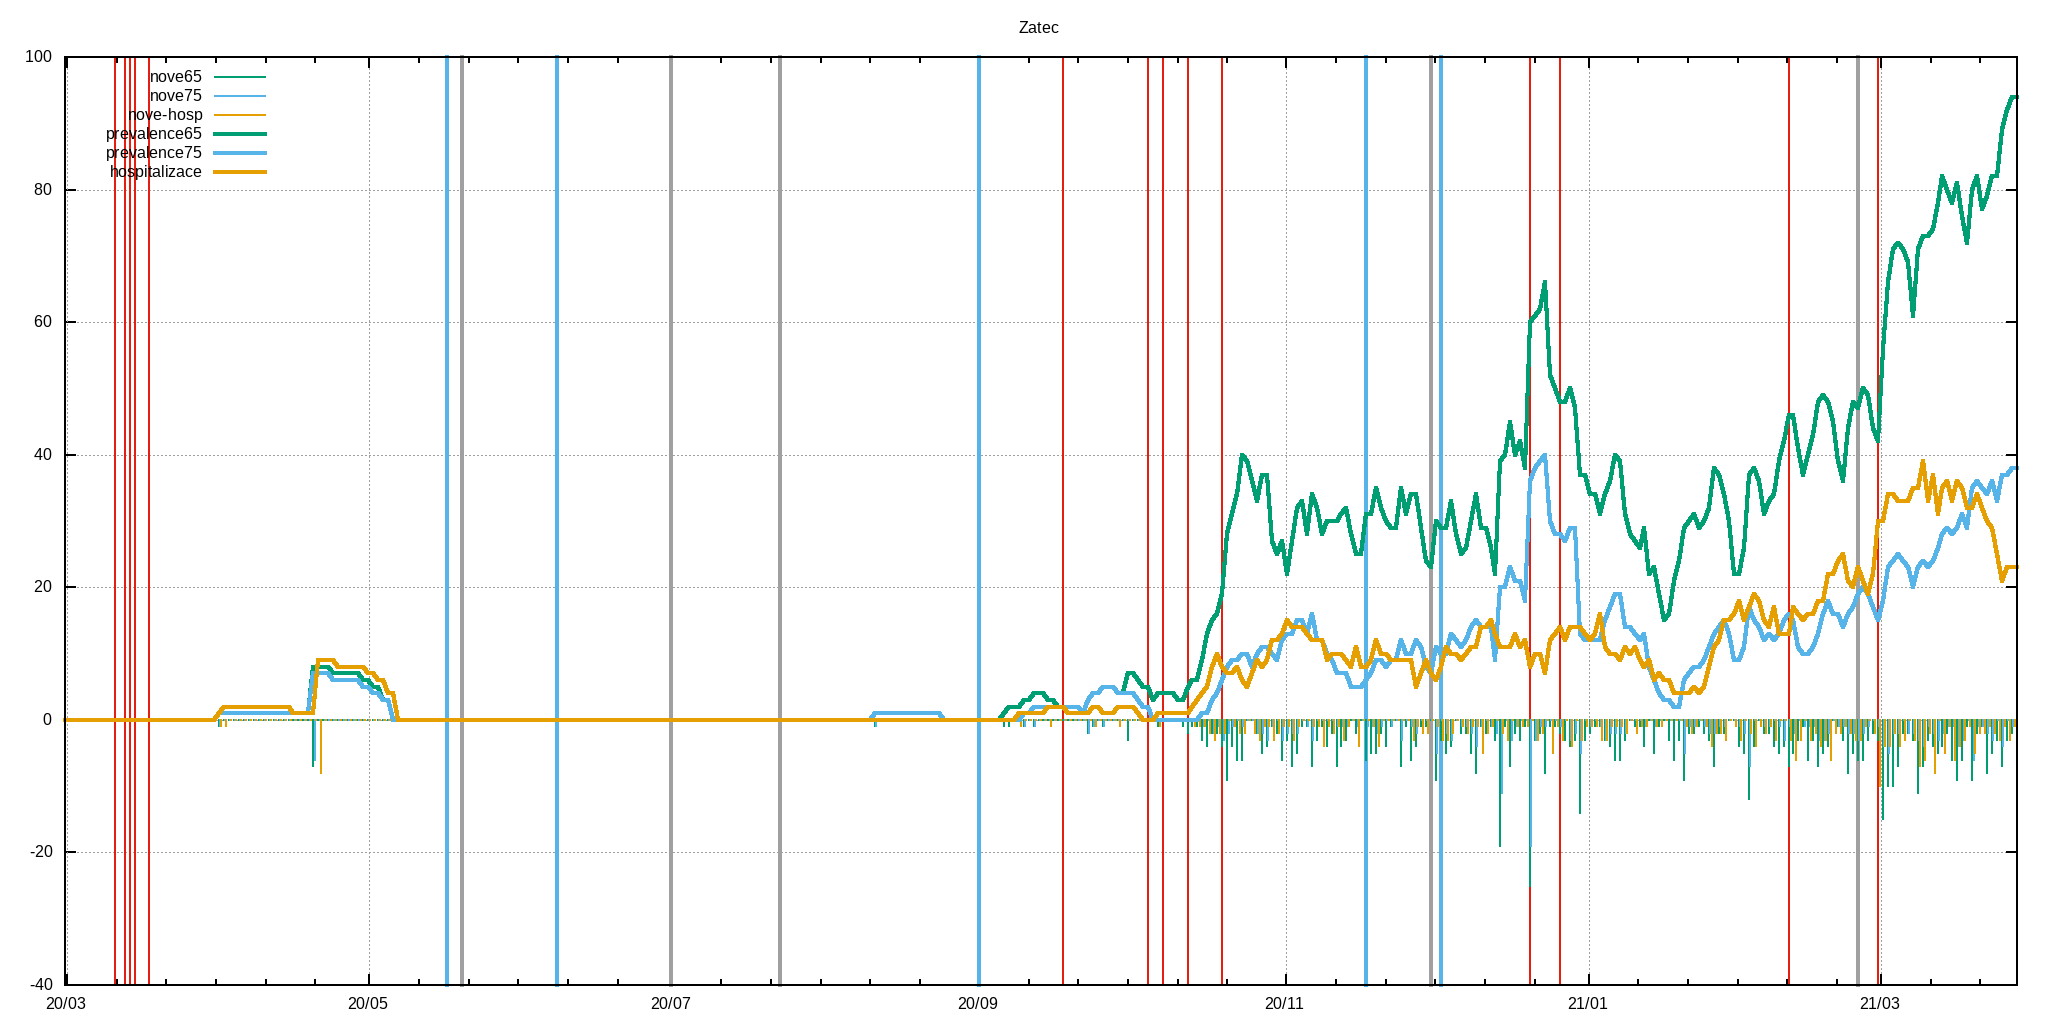 Zatec
100
80
60
40
20
0
-20
-40
nove65
nove75
nove-hosp
prevalence65
prevalence75
hospitalizace
20/03 20/05 20/07 20/09 20/11 21/01 21/03